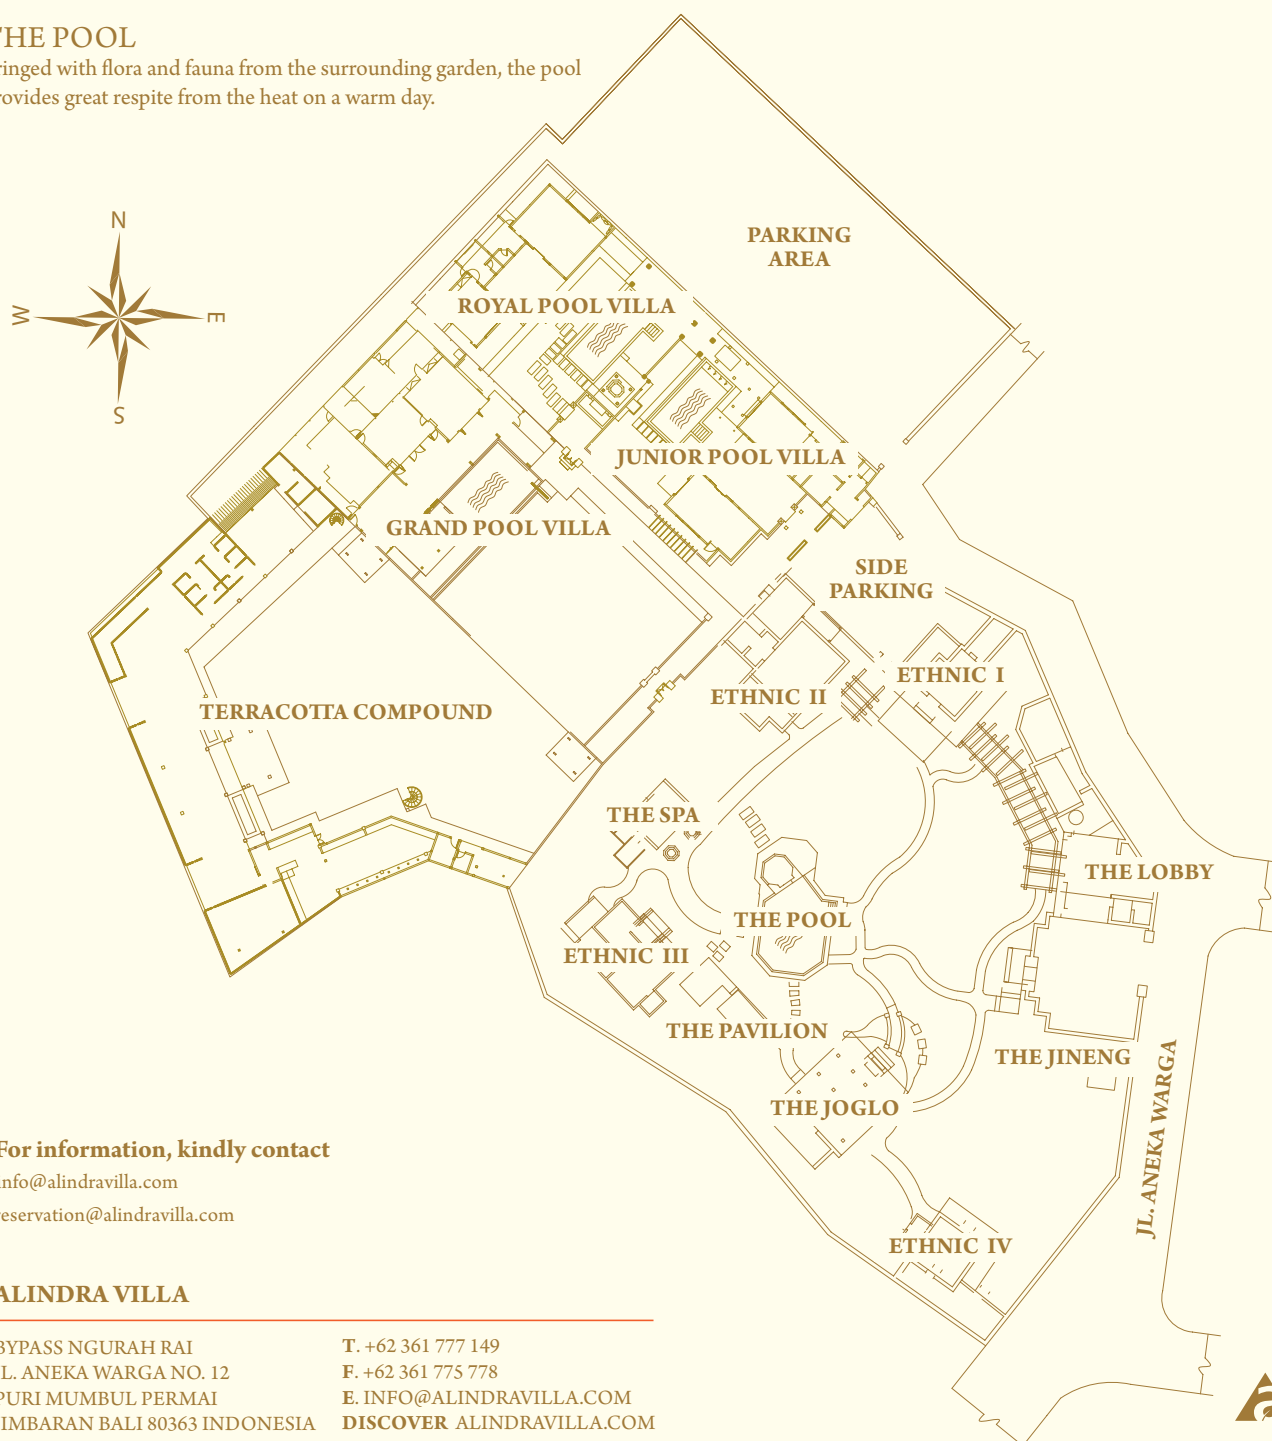 THE POOL
ringed with flora and fauna from the surrounding garden, the pool
rovides great respite from the heat on a warm day.
N
W
E
S
PARKING
AREA
ROYAL POOL VILLA
JUNIOR POOL VILLA
GRAND POOL VILLA
SIDE
PARKING
ETHNIC I
ETHNIC II
TERRACOTTA COMPOUND
THE SPA
THE LOBBY
THE POOL
ETHNIC III
THE PAVILION
THE JINENG
THE JOGLO
JL. ANEKA WARGA
ETHNIC IV
For information, kindly contact
nfo@alindravilla.com
eservation@alindravilla.com
ALINDRA VILLA
BYPASS NGURAH RAI
L. ANEKA WARGA NO. 12
PURI MUMBUL PERMAI
IMBARAN BALI 80363 INDONESIA
T. +62 361 777 149
F. +62 361 775 778
E. INFO@ALINDRAVILLA.COM
DISCOVER ALINDRAVILLA.COM
a